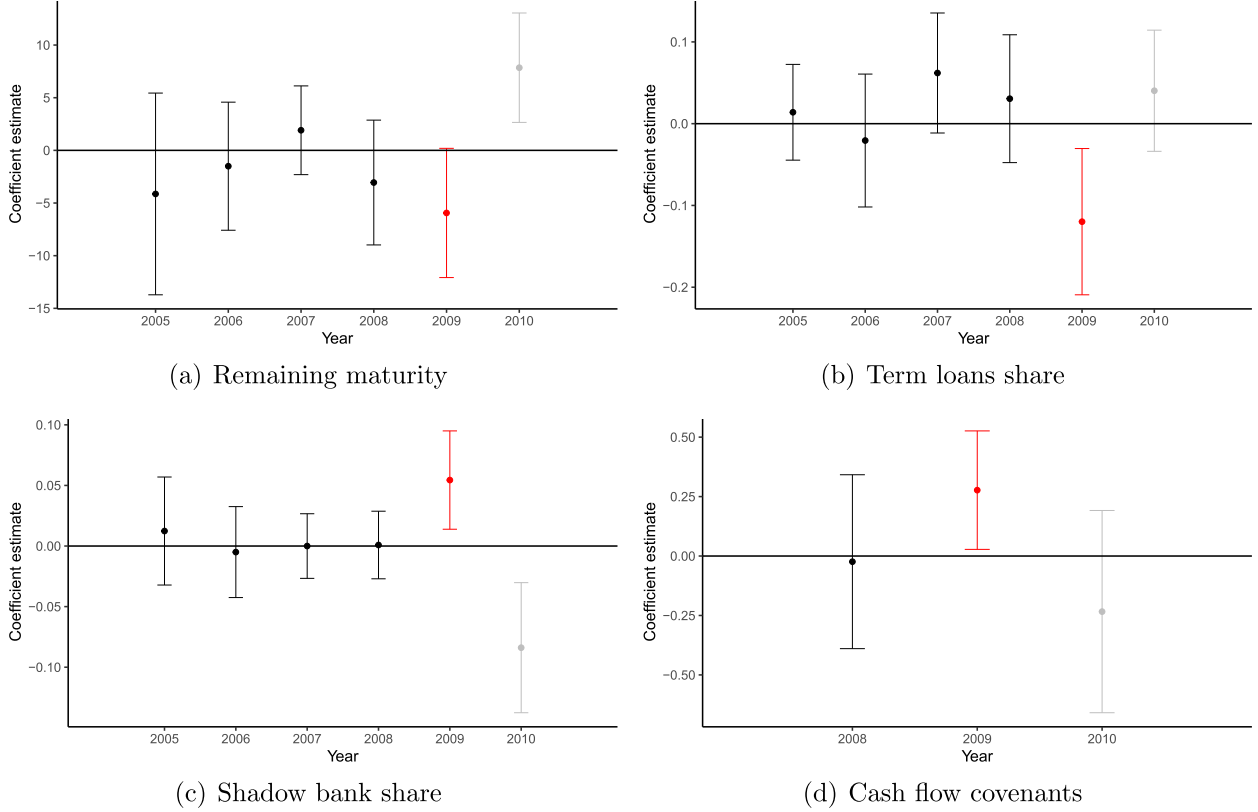 Coefficient estimate
10
5
0
−5
−10
−15
2005 2006 2007 2008 2009 2010
Year
(a) Remaining maturity
Coefficient estimate
0.1
0.0
−0.1
−0.2
2005 2006 2007 2008 2009 2010
Year
(b) Term loans share
Coefficient estimate
0.10
0.05
0.00
−0.05
−0.10
2005 2006 2007 2008 2009 2010
Year
(c) Shadow bank share
Coefficient estimate
0.50
0.25
0.00
−0.25
−0.50
2008 2009 2010
Year
(d) Cash flow covenants